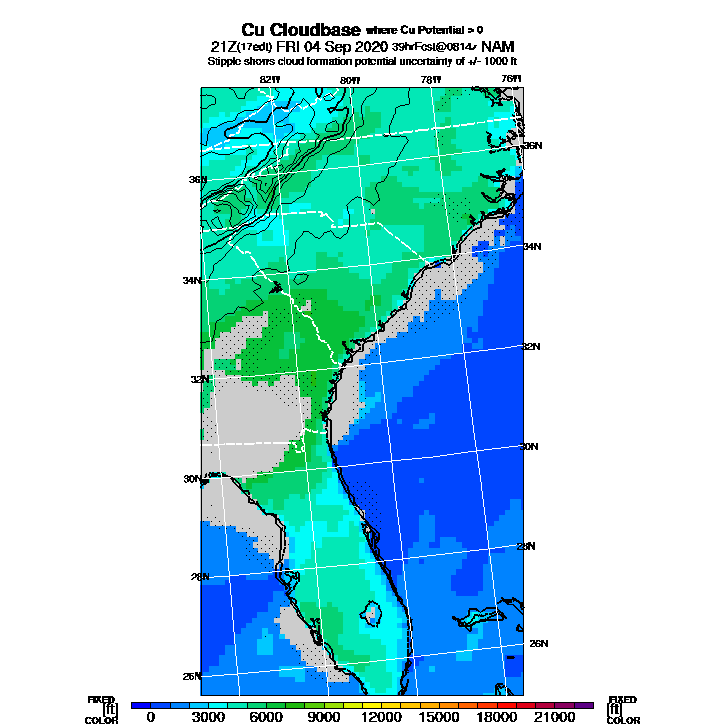 Cu Cloudbase where Cu Potential > 0
21Z(17edt) FRI 04 Sep 2020 39hrFcst@0814z NAM
Stipple shows cloud formation potential uncertainty of +/- 1000 ft
82W 80W 78W 76W
36N
36N
34N
34N
32N
32N
30N
30N
28N
28N
26N
26N
FIXED FIXED
[ft] [ft]
COLOR COLOR
0 3000 6000 9000 12000 15000 18000 21000